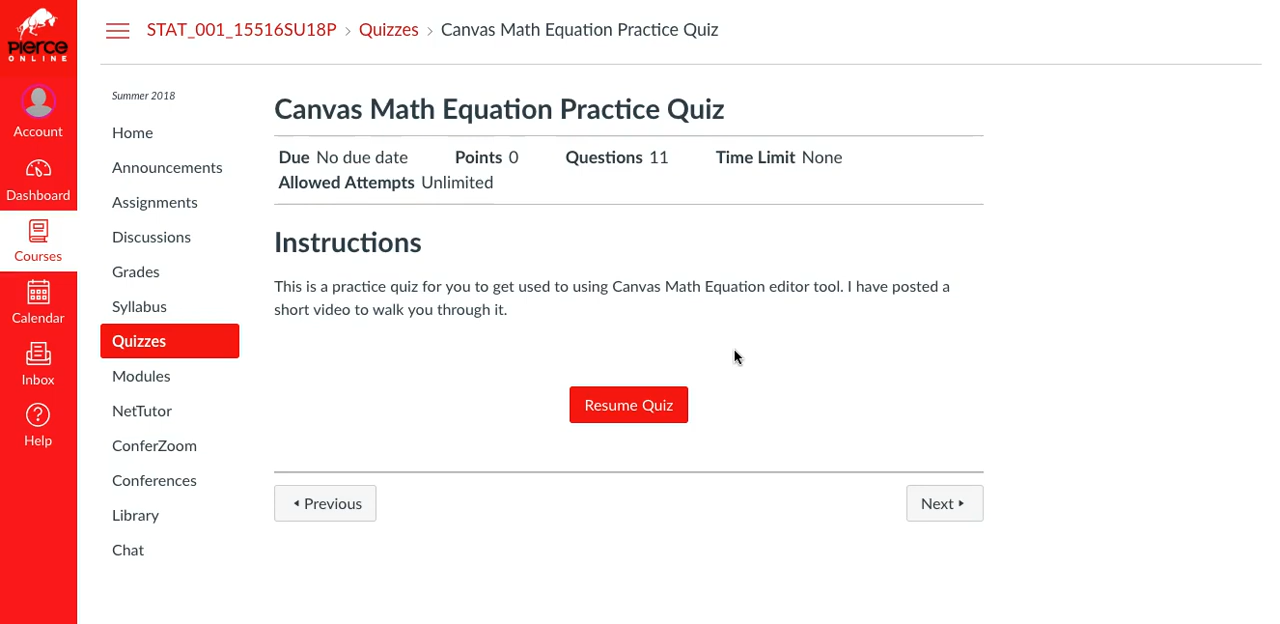 PIERCE
ONLINE
Account
Dashboard
Courses
Calendar
Inbox
Help
STAT_001_15516SU18P › Quizzes › Canvas Math Equation Practice Quiz
Summer 2018
Home
Announcements
Assignments
Discussions
Grades
Syllabus
Quizzes
Modules
NetTutor
ConferZoom
Conferences
Library
Chat
Canvas Math Equation Practice Quiz
Due No due date Points 0 Questions 11 Time Limit None
Allowed Attempts Unlimited
Instructions
This is a practice quiz for you to get used to using Canvas Math Equation editor tool. I have posted a
short video to walk you through it.
Resume Quiz
Previous
Next